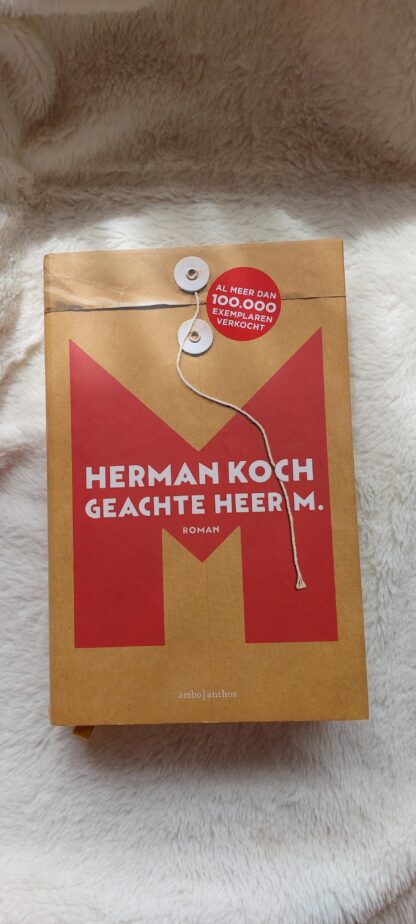 AL MEER DAN
100.000
EXEMPLAREN
VERKOCHT
HERMAN KOCH
GEACHTE HEER M.
ROMAN
ambo|anthos